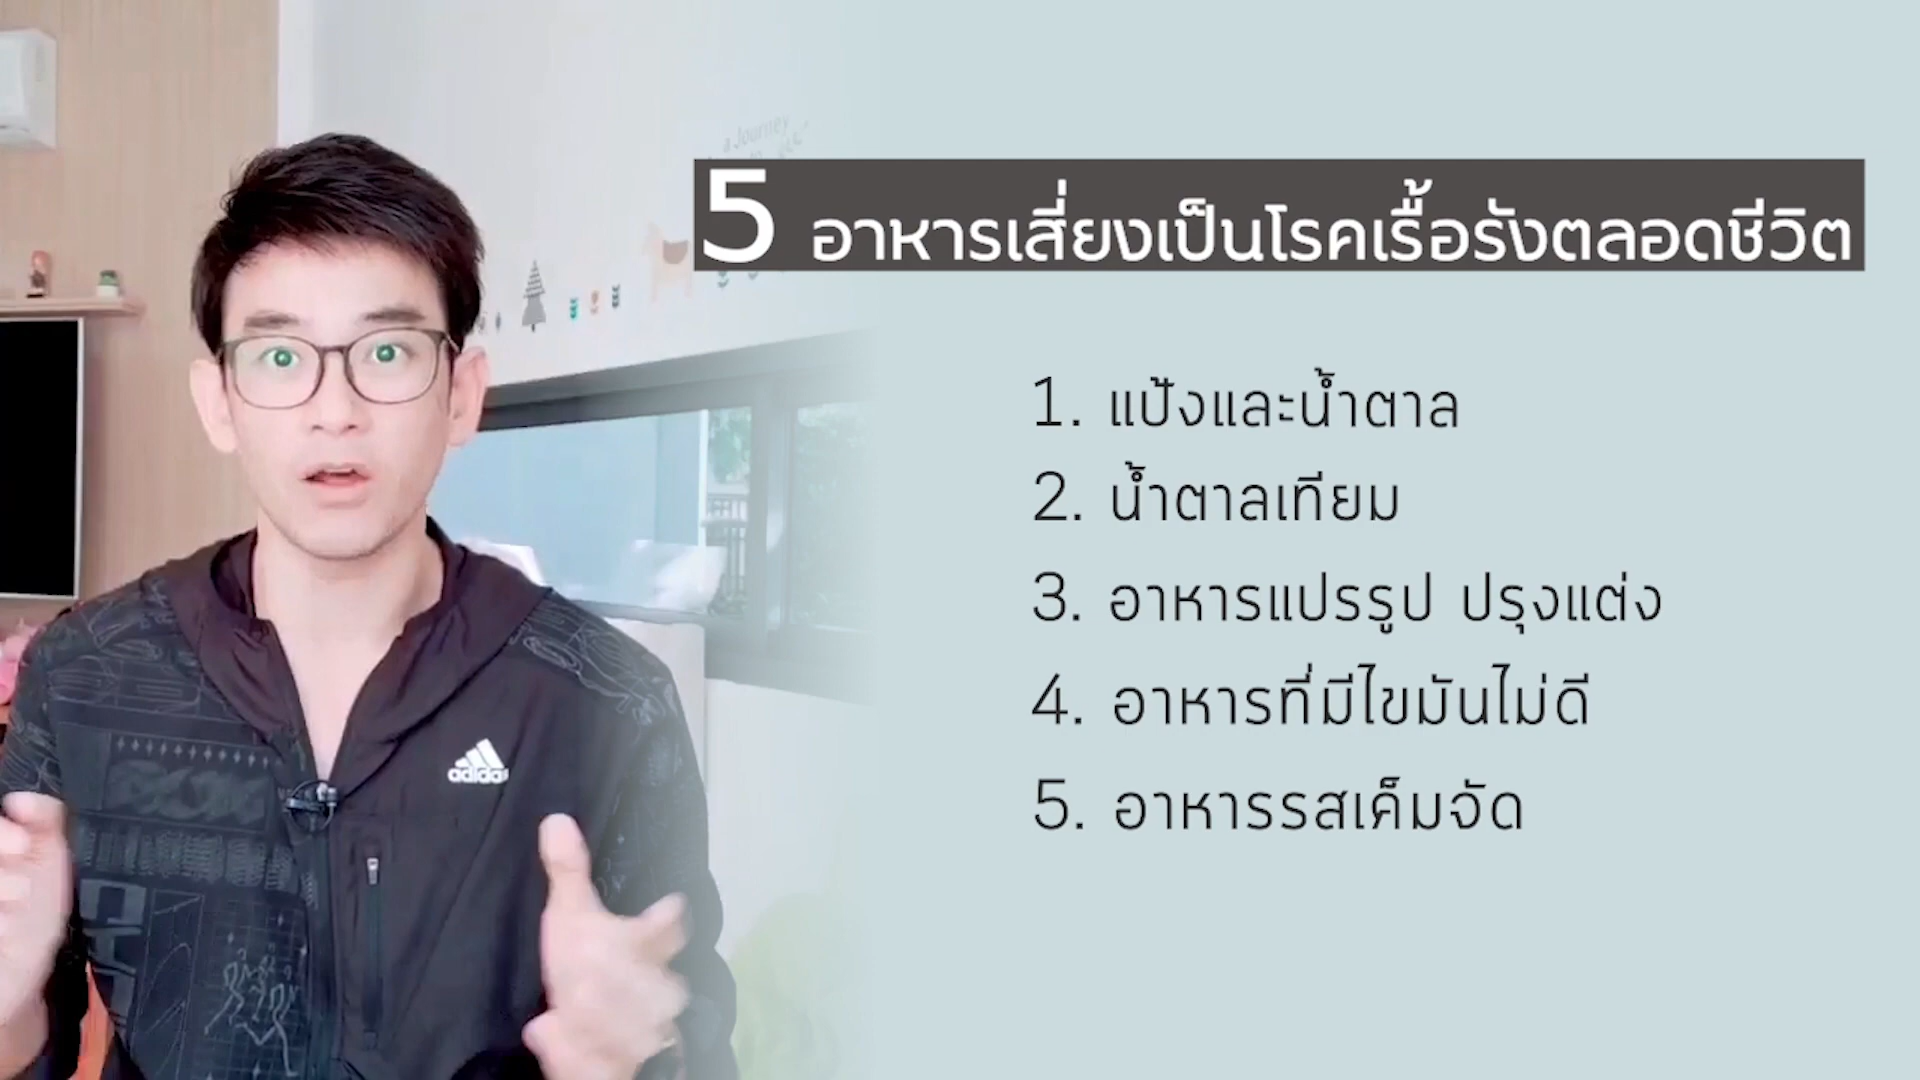 a Journey
5 อาหารเสี่ยงเป็นโรคเรื้อรังตลอดชีวิต
1. แป้งและน้ำตาล
2. น้ำตาลเทียม
3. อาหารแปรรูป ปรุงแต่ง
4. อาหารที่มีไขมันไม่ดี
5. อาหารรสเค็มจัด
adidas